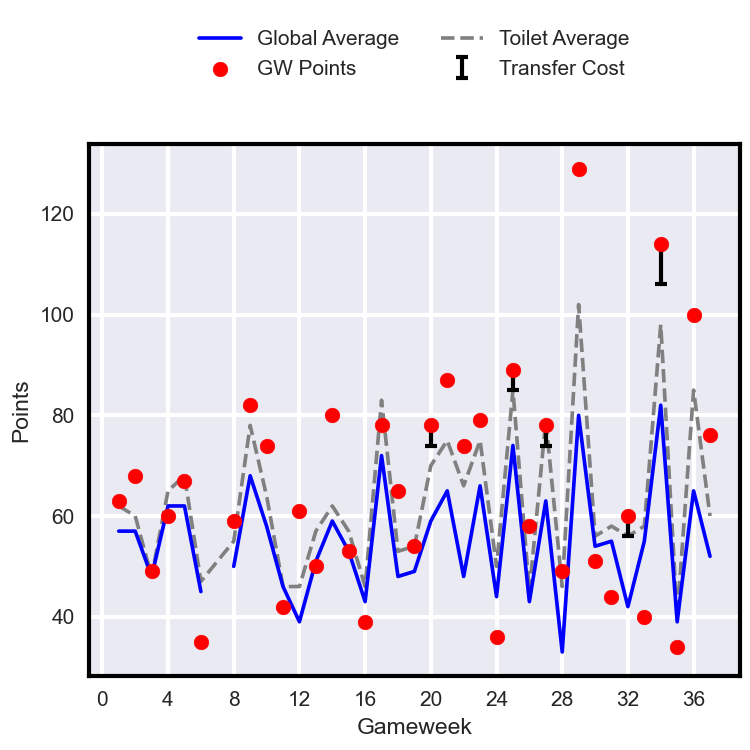 Global Average
Toilet Average
GW Points
Transfer Cost
120
100
80
60
40
Points
0 4 8 12 16 20 24 28 32 36
Gameweek